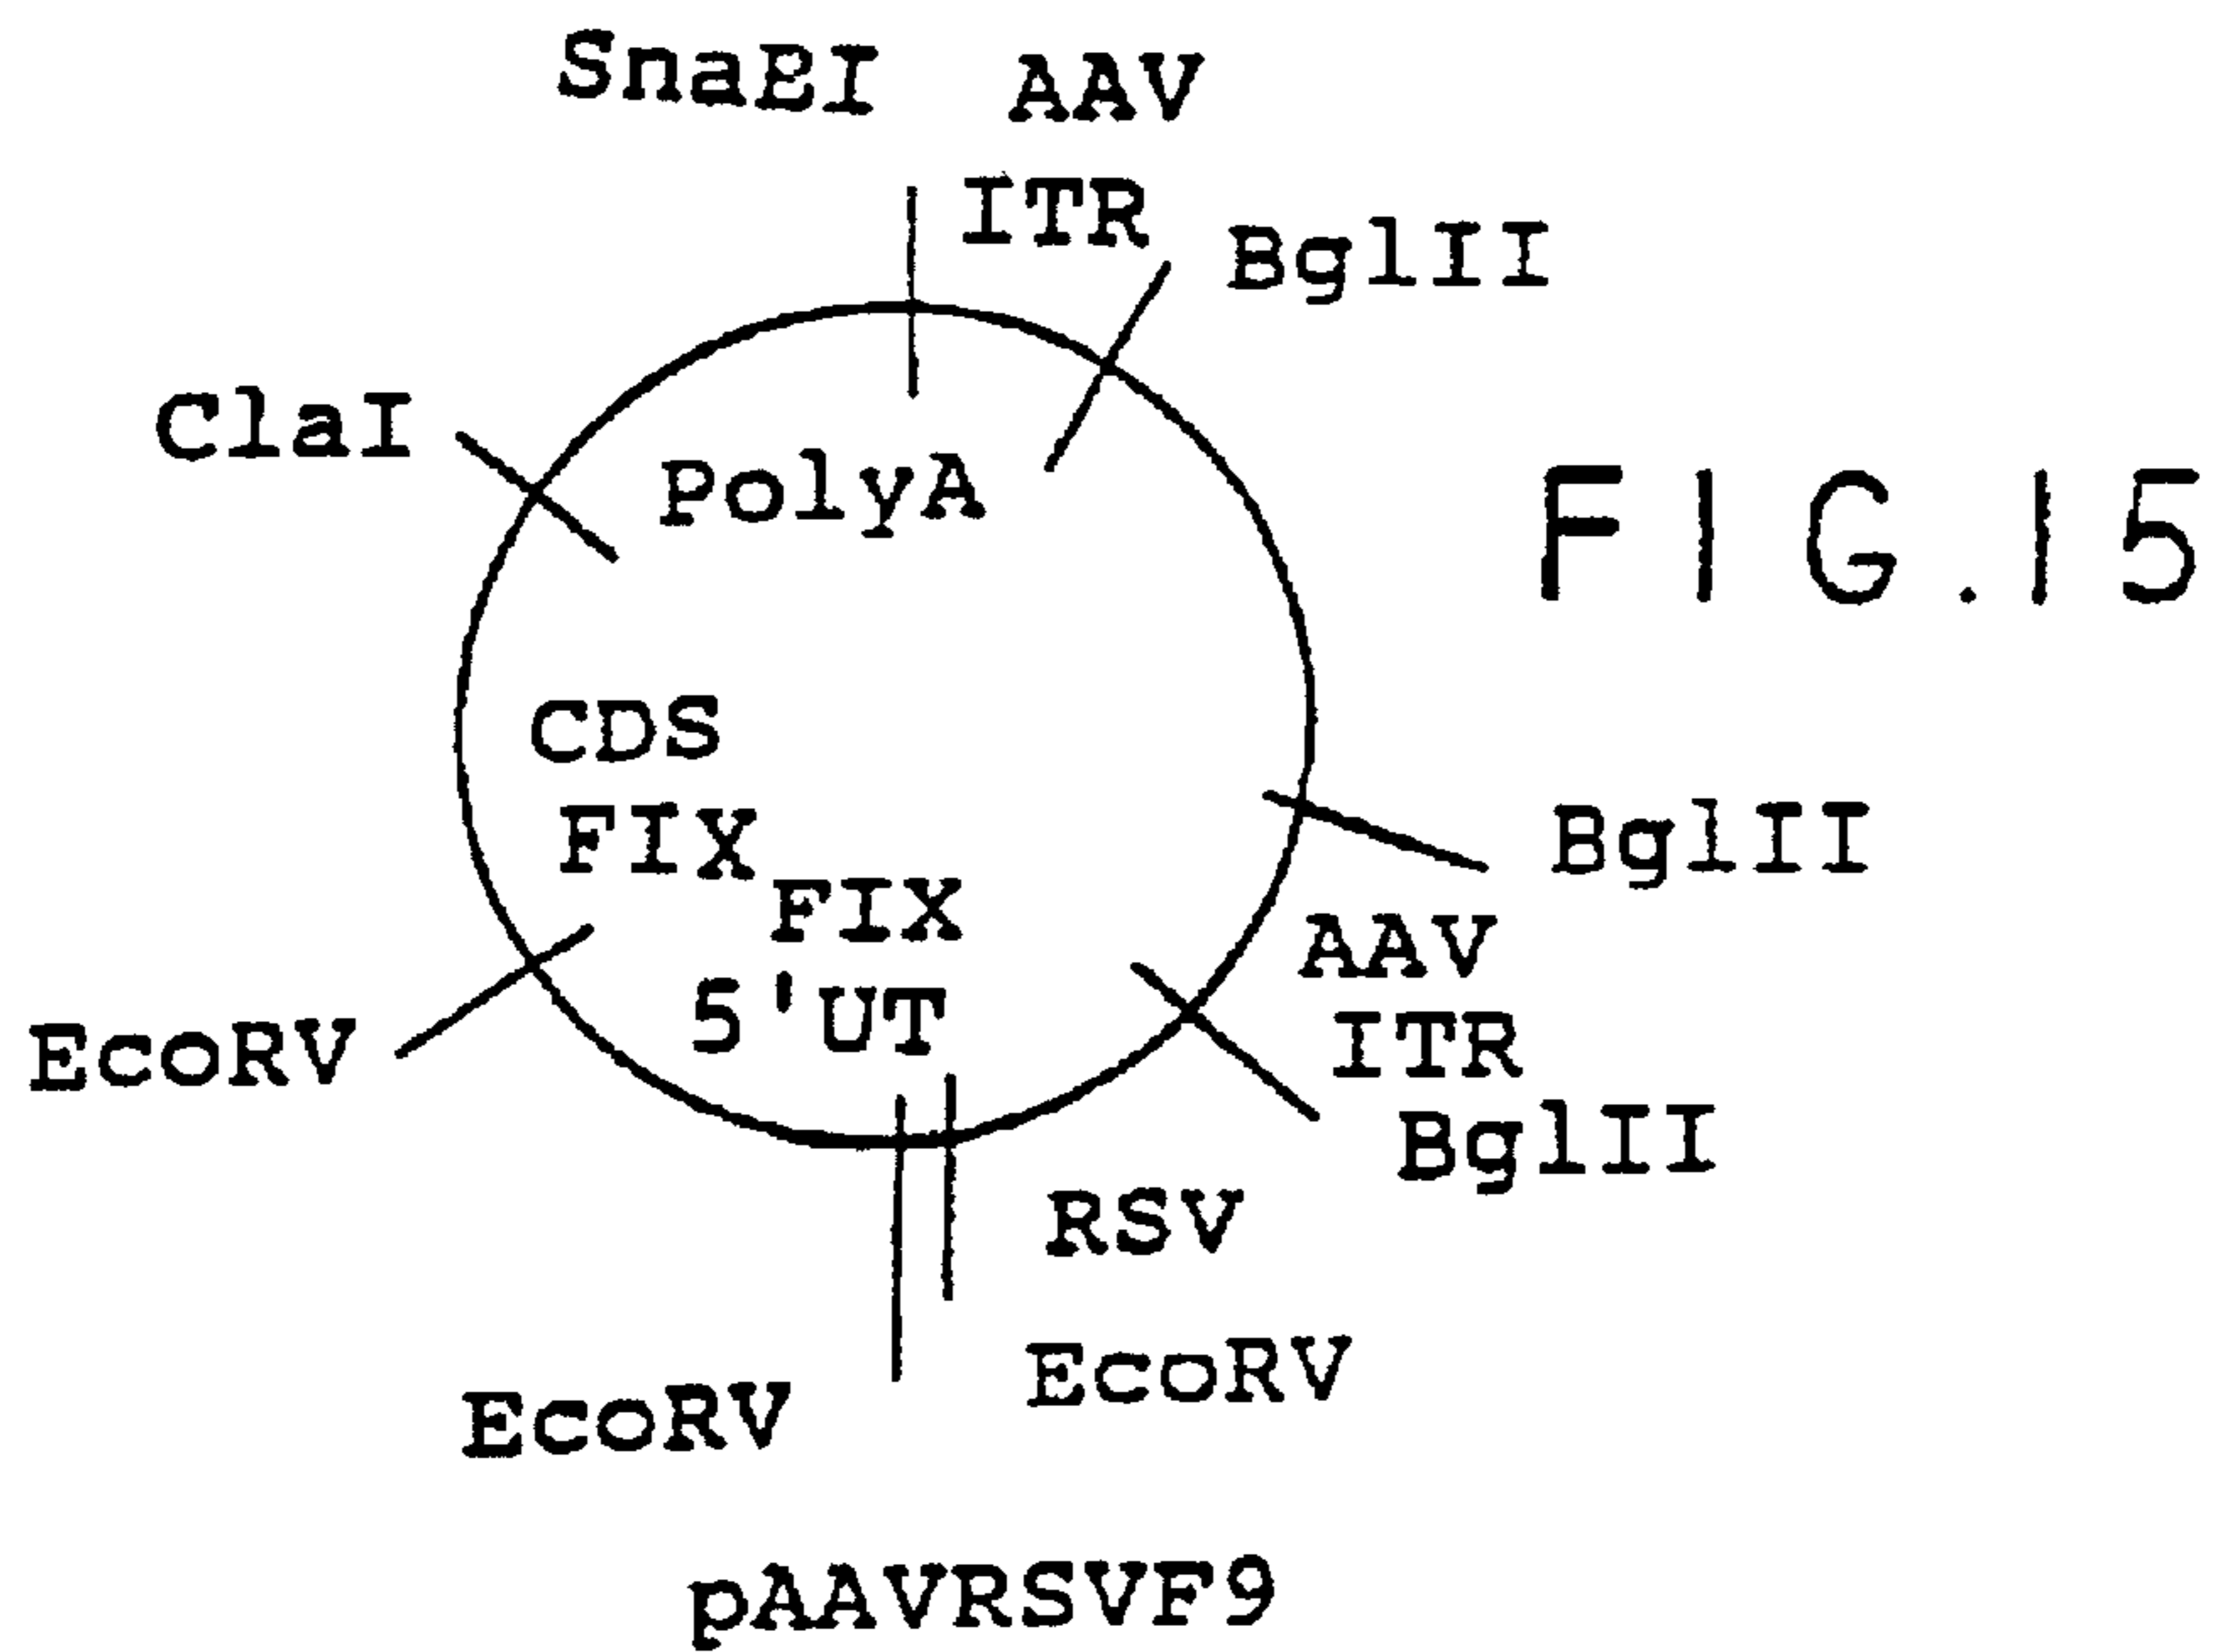 SnaBI
AAV
ITR
BglII
ClaI
PolyA
FIG.15
CDS
FIX
FIX
5'UT
BglII
AAV
ITR
BglII
EcoRV
RSV
EcoRV
EcoRV
pAAVRSVF9